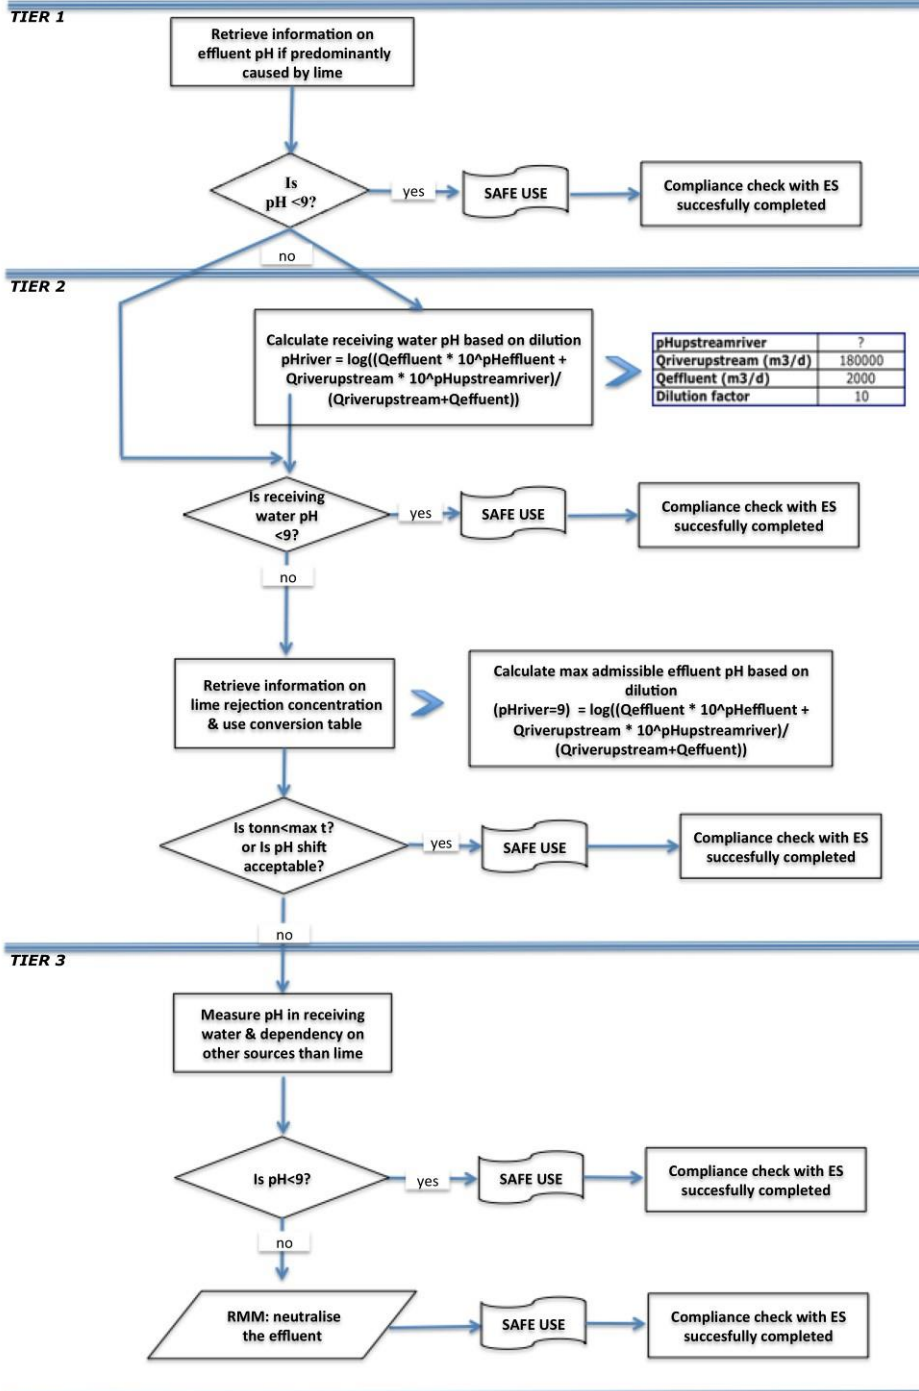 TIER 1
Retrieve information on
effluent pH if predominantly
caused by lime
Is
pH <9?
yes
SAFE USE
Compliance check with ES
succesfully completed
no
TIER 2
Calculate receiving water pH based on dilution
pHriver = log((Qeffluent * 10^pHeffluent +
Qriverupstream * 10^pHupstreamriver)/
(Qriverupstream+Qeffuent))
pHupstreamriver ?
Qriverupstream (m3/d) 180000
Qeffluent (m3/d) 2000
Dilution factor 10
Is receiving
water pH
<9?
yes
SAFE USE
Compliance check with ES
succesfully completed
no
Retrieve information on
lime rejection concentration
& use conversion table
Calculate max admissible effluent pH based on
dilution
(pHriver=9) = log((Qeffluent * 10^pHeffluent +
Qriverupstream * 10^pHupstreamriver)/
(Qriverupstream+Qeffuent))
Is tonn<max t?
or Is pH shift
acceptable?
yes
SAFE USE
Compliance check with ES
succesfully completed
no
TIER 3
Measure pH in receiving
water & dependency on
other sources than lime
Is pH<9?
yes
SAFE USE
Compliance check with ES
succesfully completed
no
RMM: neutralise
the effluent
SAFE USE
Compliance check with ES
succesfully completed